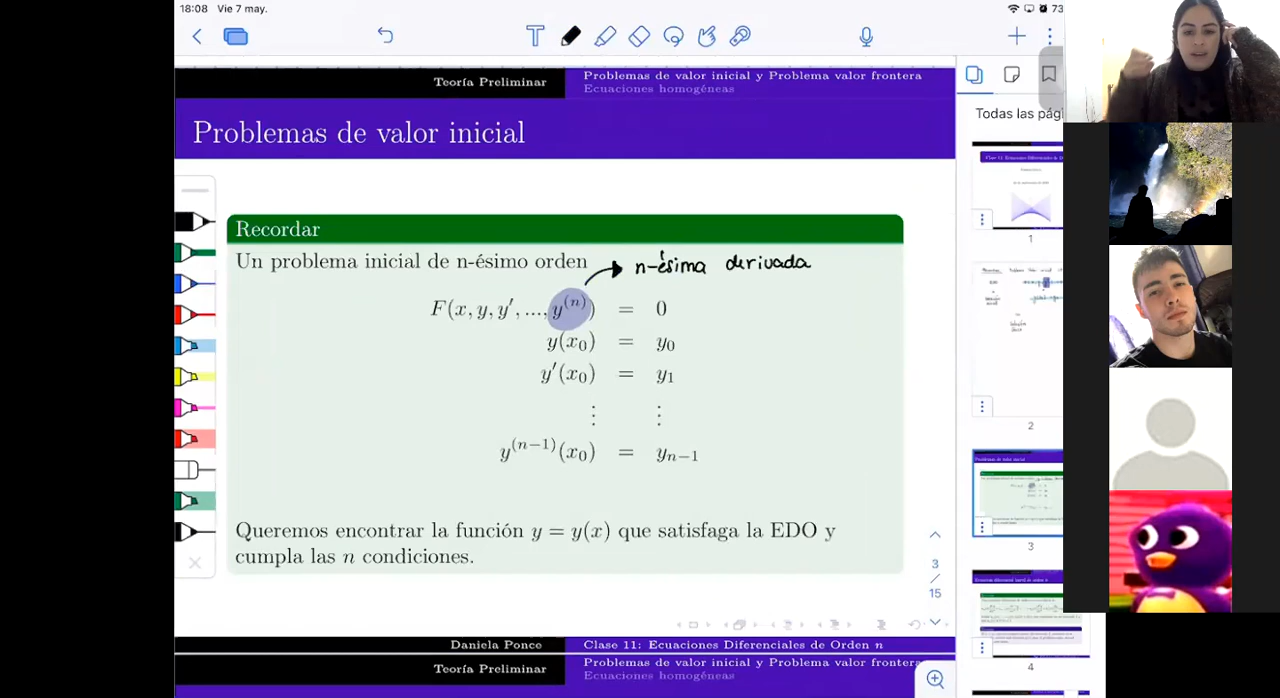 18:08 Vie 7 may.
73
Teoría Preliminar
Problemas de valor inicial y Problema valor frontera
Ecuaciones homogéneas
Problemas de valor inicial
Todas las pág
Recordar
Un problema inicial de n-ésimo orden
n-ésima derivada
F(x, y, y′, ..., y⁽ⁿ⁾) = 0
y(x₀) = y₀
y′(x₀) = y₁
⋮ ⋮
y⁽ⁿ⁻¹⁾(x₀) = yₙ₋₁
Queremos encontrar la función y = y(x) que satisfaga la EDO y
cumpla las n condiciones.
3
/
15
1
2
3
4
Daniela Ponce
Clase 11: Ecuaciones Diferenciales de Orden n
Teoría Preliminar
Problemas de valor inicial y Problema valor frontera
Ecuaciones homogéneas